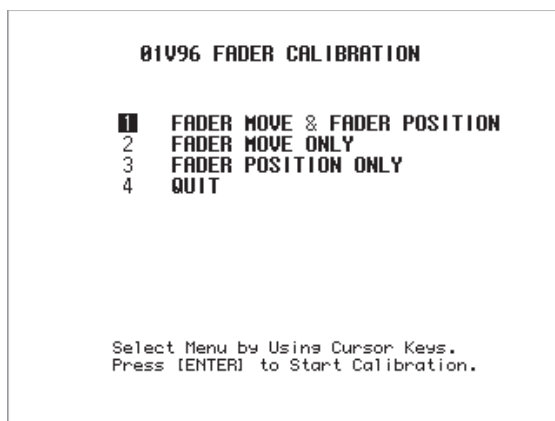 01V96 FADER CALIBRATION
1 FADER MOVE & FADER POSITION
2 FADER MOVE ONLY
3 FADER POSITION ONLY
4 QUIT
Select Menu by Using Cursor Keys.
Press [ENTER] to Start Calibration.